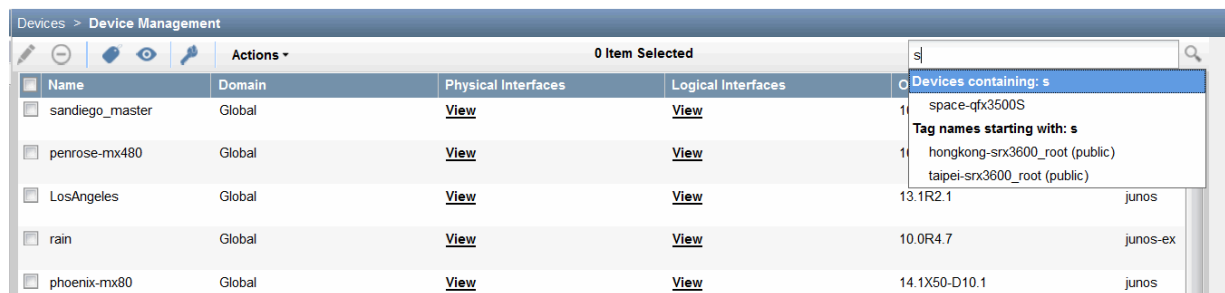 Devices > Device Management
Actions 0 Item Selected s
Name Domain Physical Interfaces Logical Interfaces
Devices containing: s
space-qfx3500S
Tag names starting with: s
hongkong-srx3600_root (public)
taipei-srx3600_root (public)
sandiego_master Global View View
penrose-mx480 Global View View
LosAngeles Global View View 13.1R2.1 junos
rain Global View View 10.0R4.7 junos-ex
phoenix-mx80 Global View View 14.1X50-D10.1 junos